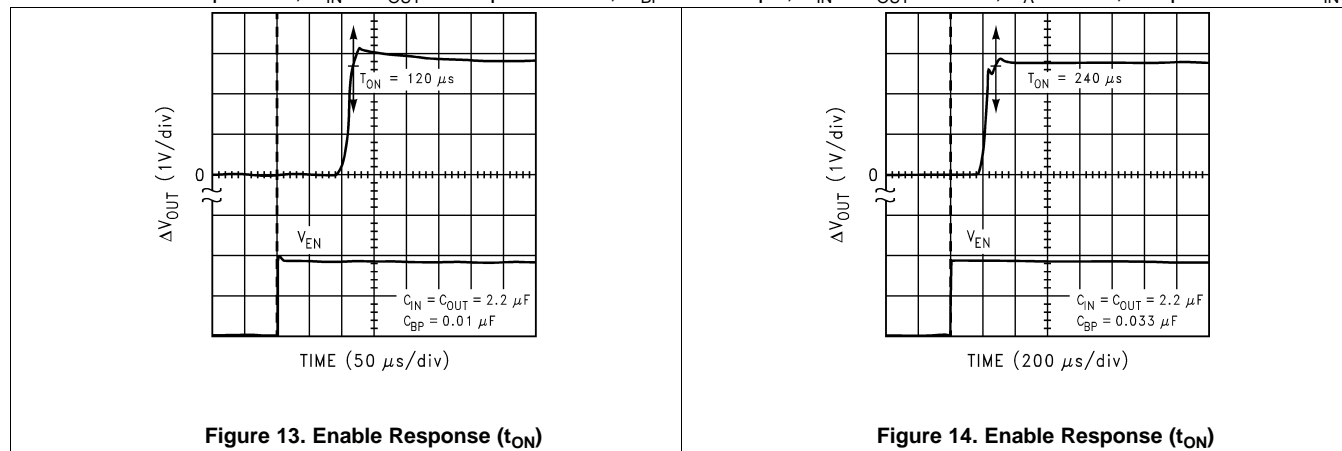 0
ΔV_OUT (1V/div)
T_ON = 120 μs
V_EN
C_IN = C_OUT = 2.2 μF
C_BP = 0.01 μF
TIME (50 μs/div)
Figure 13. Enable Response (t_ON)
0
ΔV_OUT (1V/div)
T_ON = 240 μs
V_EN
C_IN = C_OUT = 2.2 μF
C_BP = 0.033 μF
TIME (200 μs/div)
Figure 14. Enable Response (t_ON)